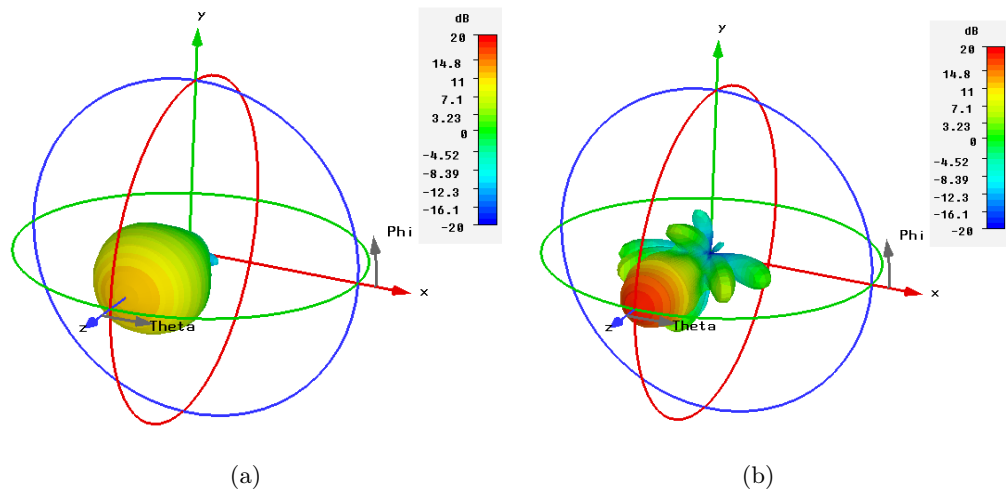 y
dB
20
14.8
11
7.1
3.23
0
-4.52
-8.39
-12.3
-16.1
-20
Phi
x
z
Theta
(a)
y
dB
20
14.8
11
7.1
3.23
0
-4.52
-8.39
-12.3
-16.1
-20
Phi
x
z
Theta
(b)